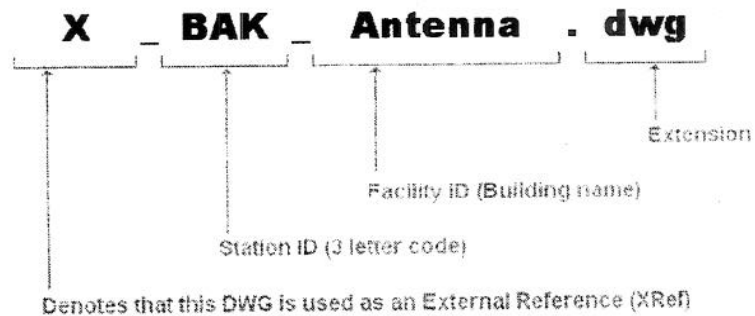 X _ BAK _ Antenna . dwg
Extension
Facility ID (Building name)
Station ID (3 letter code)
Denotes that this DWG is used as an External Reference (XRef)